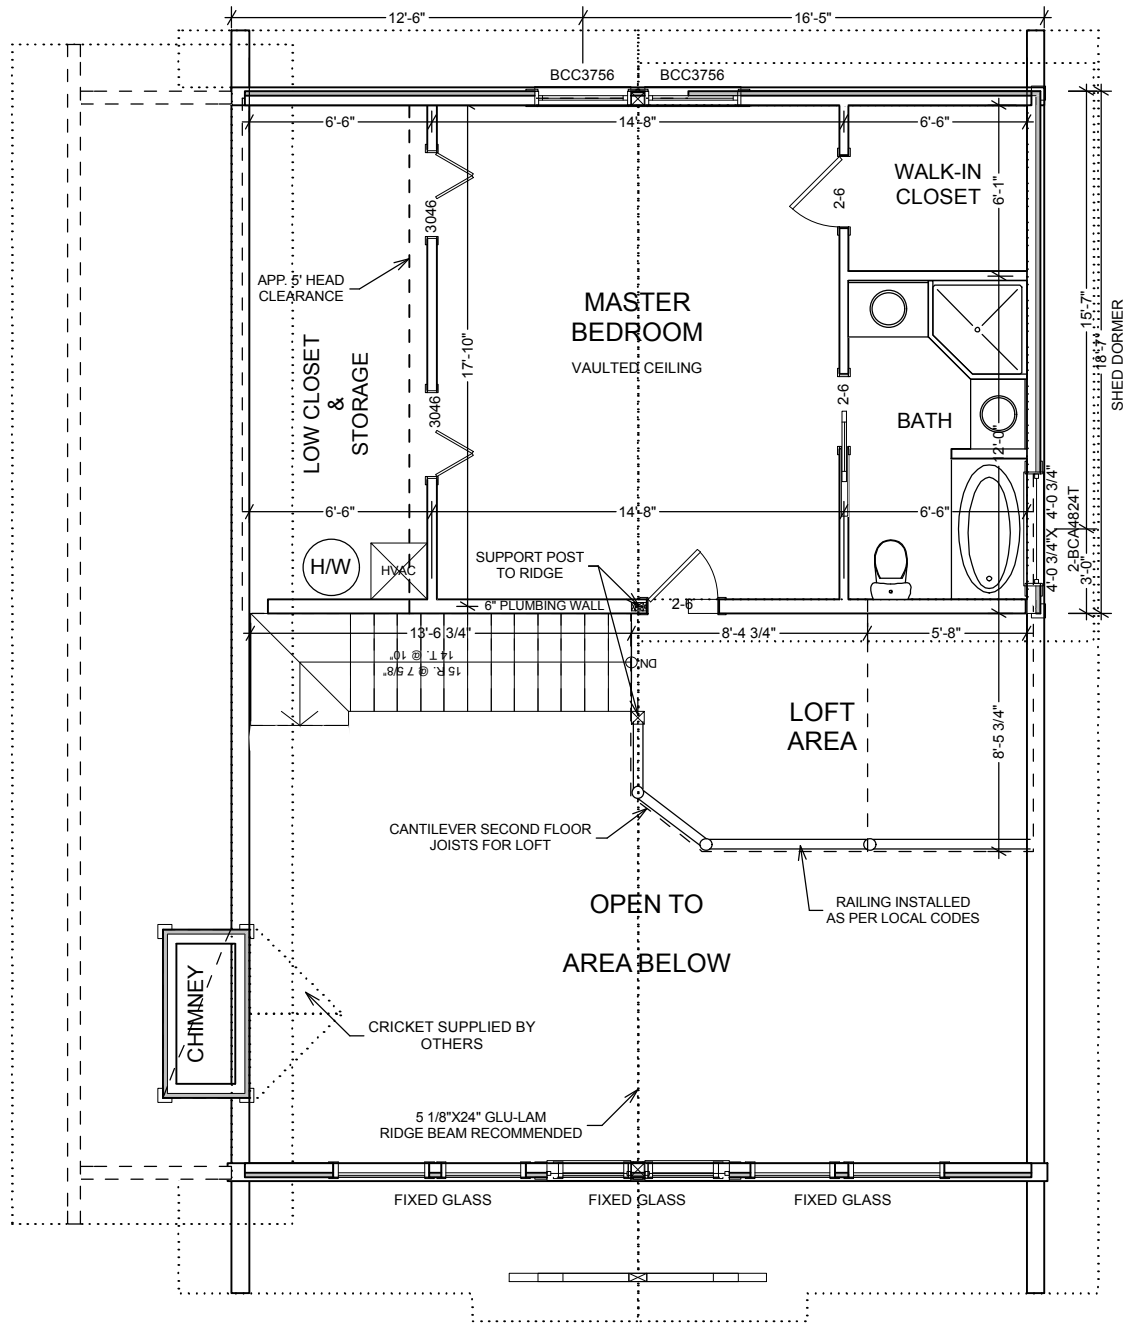 12'-6"
16'-5"
BCC3756
BCC3756
6'-6"
14'-8"
6'-6"
WALK-IN
CLOSET
6'-1"
2-6
3046
APP. 5' HEAD
CLEARANCE
MASTER
BEDROOM
VAULTED CEILING
17'-10"
LOW CLOSET
&
STORAGE
3046
2-6
BATH
12'-0"
15'-7"
18'-7"
SHED DORMER
6'-6"
14'-8"
6'-6"
4'-0 3/4"X 4'-0 3/4"
2-BCA4824T
3'-0"
H/W
HVAC
SUPPORT POST
TO RIDGE
6" PLUMBING WALL
2-6
13'-6 3/4"
8'-4 3/4"
5'-8"
15 R. @ 7 5/8"
14 T. @ 10"
DN
LOFT
AREA
8'-5 3/4"
CANTILEVER SECOND FLOOR
JOISTS FOR LOFT
OPEN TO
AREA BELOW
RAILING INSTALLED
AS PER LOCAL CODES
CHIMNEY
CRICKET SUPPLIED BY
OTHERS
5 1/8"X24" GLU-LAM
RIDGE BEAM RECOMMENDED
FIXED GLASS
FIXED GLASS
FIXED GLASS